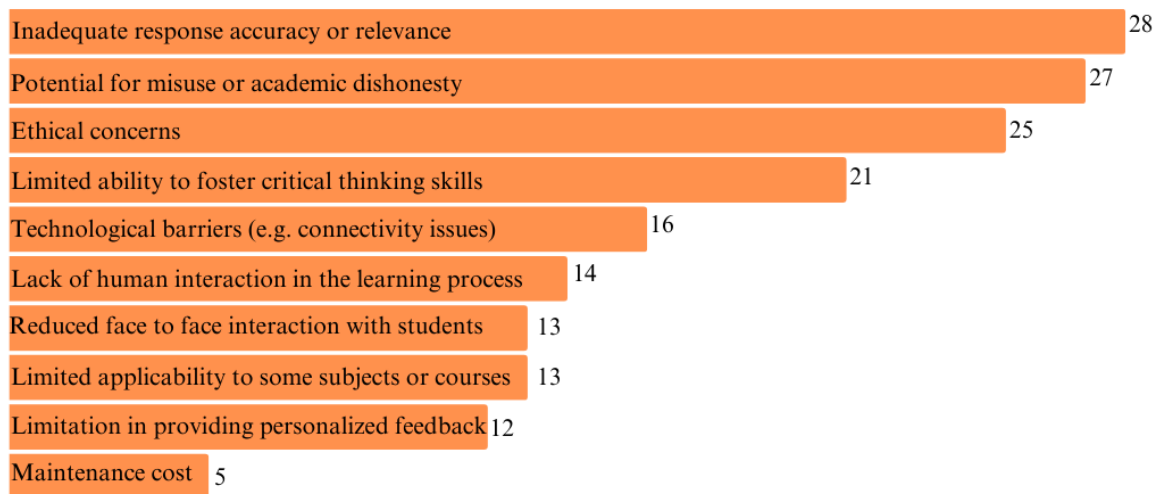 Inadequate response accuracy or relevance 28
Potential for misuse or academic dishonesty 27
Ethical concerns 25
Limited ability to foster critical thinking skills 21
Technological barriers (e.g. connectivity issues) 16
Lack of human interaction in the learning process 14
Reduced face to face interaction with students 13
Limited applicability to some subjects or courses 13
Limitation in providing personalized feedback 12
Maintenance cost 5